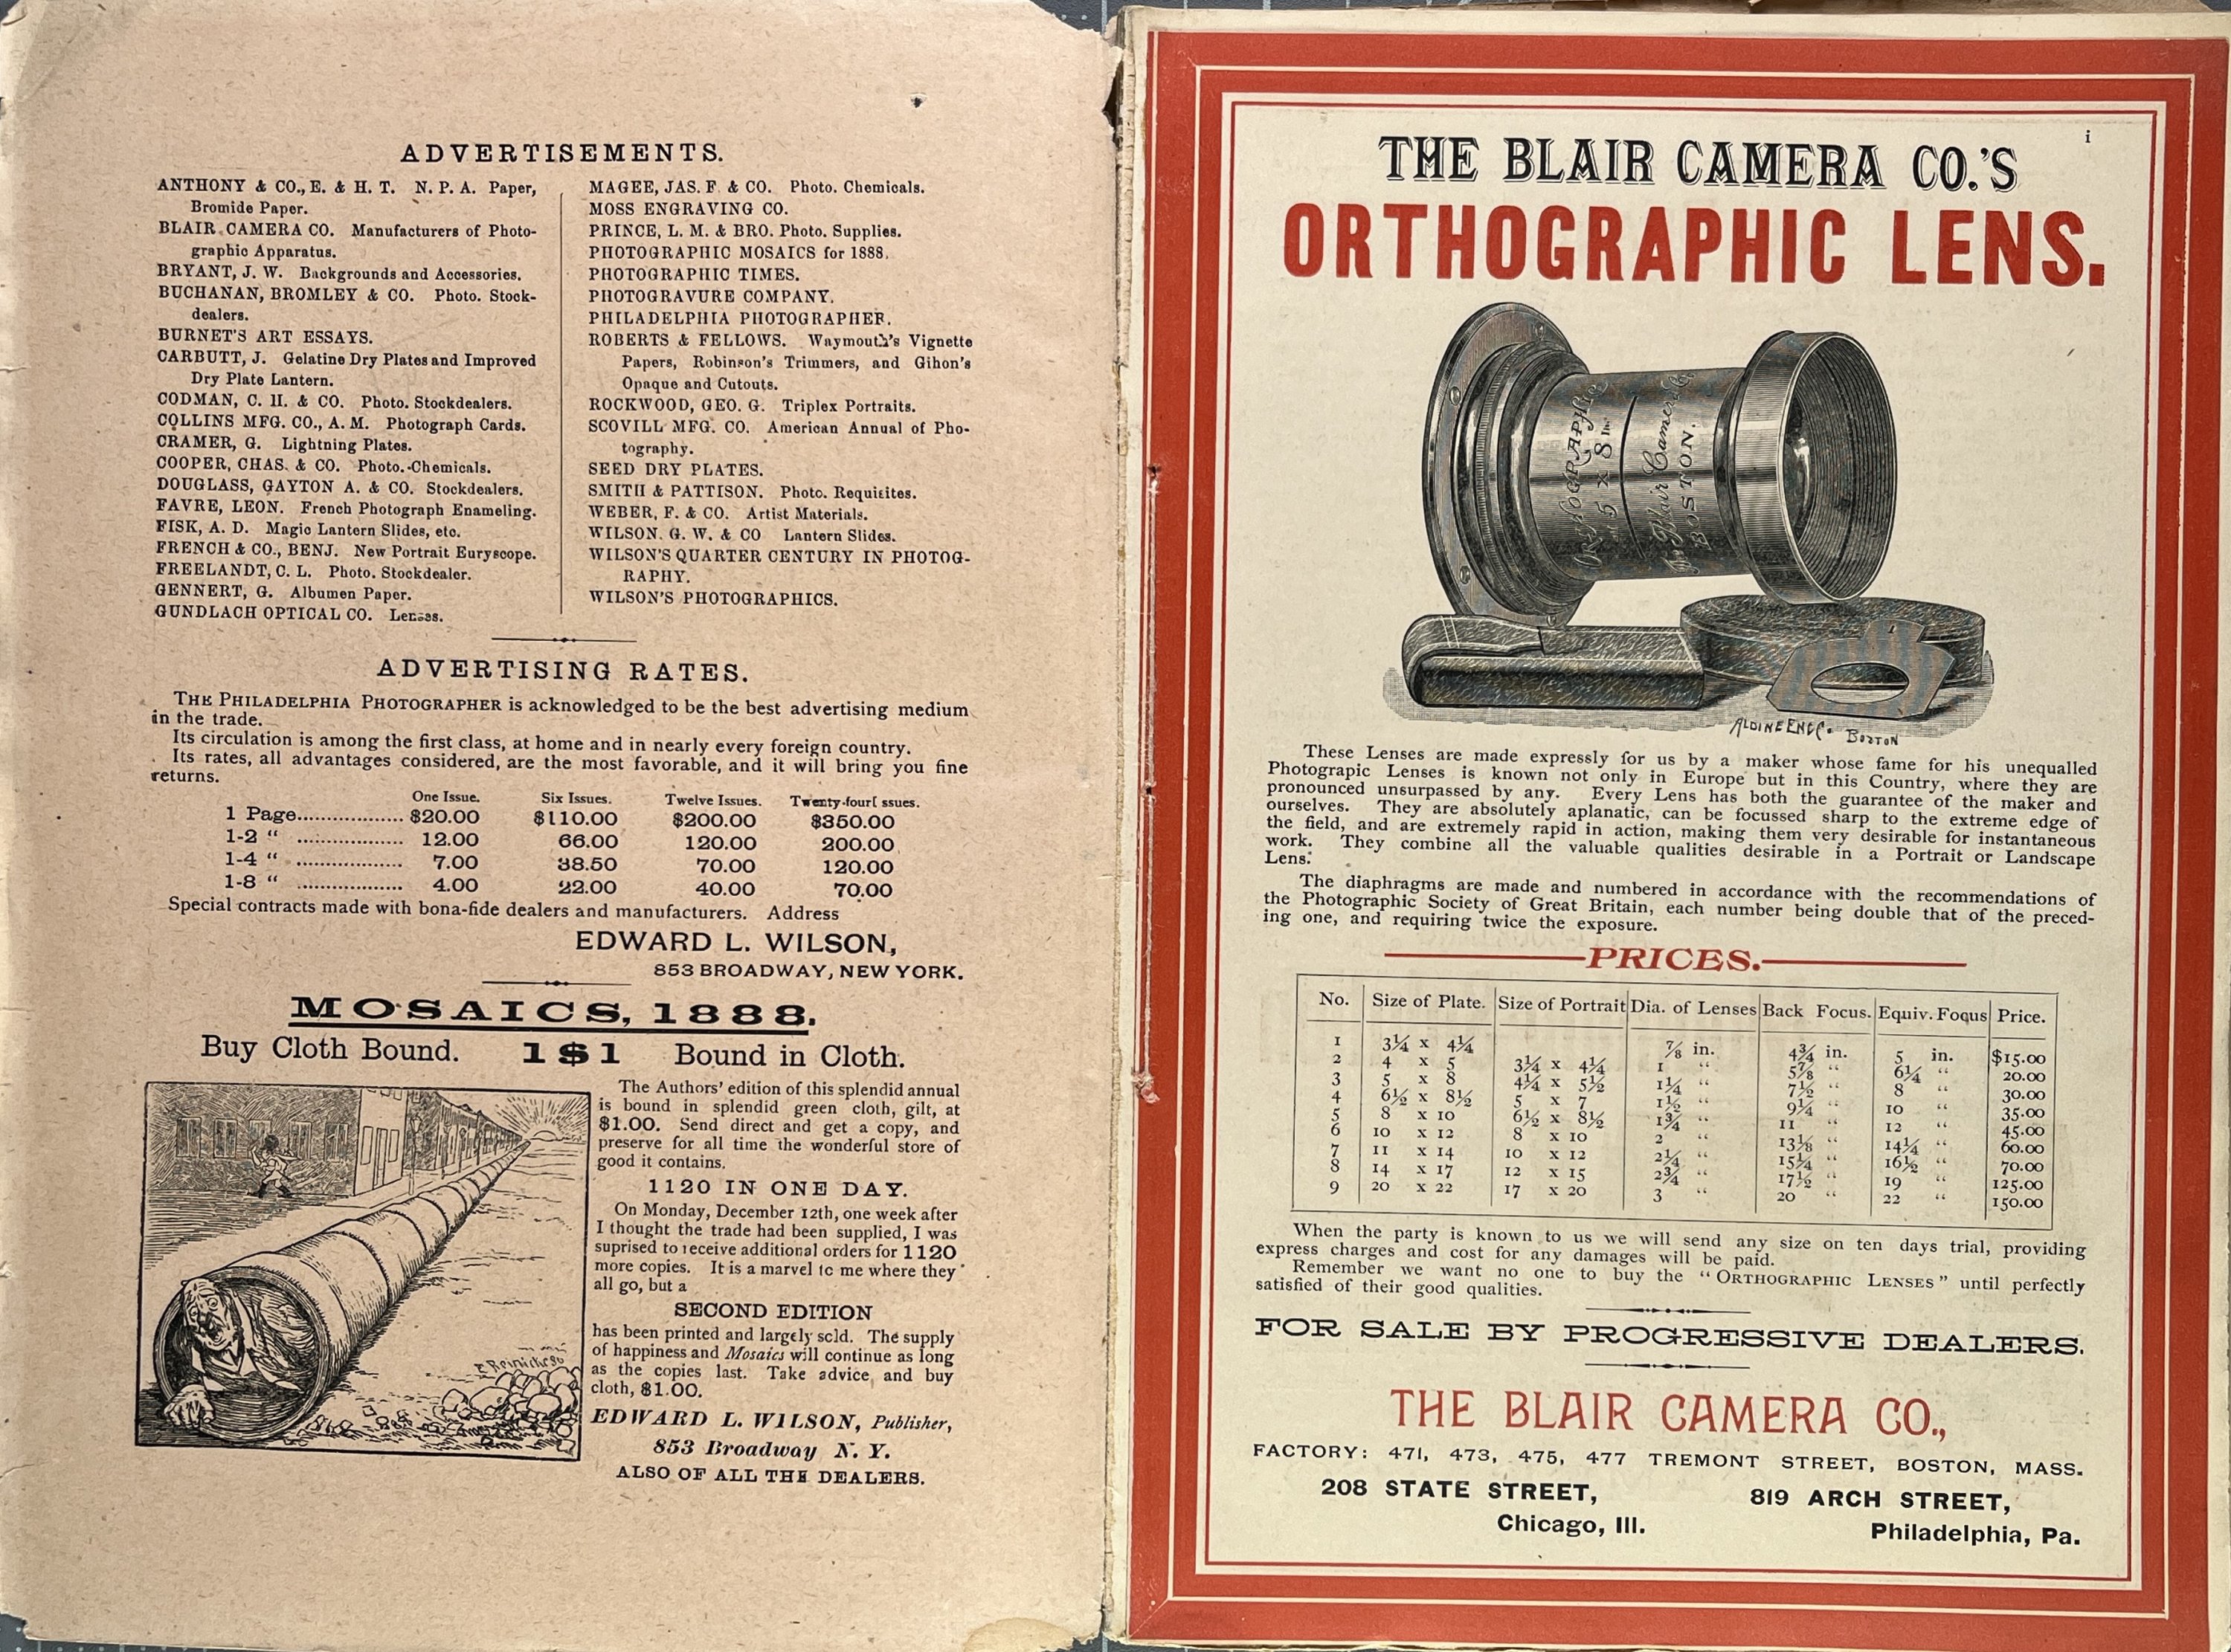 ADVERTISEMENTS.
ANTHONY & CO., E. & H. T. N. P. A. Paper,
Bromide Paper.
BLAIR CAMERA CO. Manufacturers of Photo-
graphic Apparatus.
BRYANT, J. W. Backgrounds and Accessories.
BUCHANAN, BROMLEY & CO. Photo. Stock-
dealers.
BURNET'S ART ESSAYS.
CARBUTT, J. Gelatine Dry Plates and Improved
Dry Plate Lantern.
CODMAN, C. H. & CO. Photo. Stockdealers.
COLLINS MFG. CO., A. M. Photograph Cards.
CRAMER, G. Lightning Plates.
COOPER, CHAS. & CO. Photo. Chemicals.
DOUGLASS, GAYTON A. & CO. Stockdealers.
FAVRE, LEON. French Photograph Enameling.
FISK, A. D. Magic Lantern Slides, etc.
FRENCH & CO., BENJ. New Portrait Euryscope.
FREELANDT, C. L. Photo. Stockdealer.
GENNERT, G. Albumen Paper.
GUNDLACH OPTICAL CO. Lenses.
MAGEE, JAS. F. & CO. Photo. Chemicals.
MOSS ENGRAVING CO.
PRINCE, L. M. & BRO. Photo. Supplies.
PHOTOGRAPHIC MOSAICS for 1888.
PHOTOGRAPHIC TIMES.
PHOTOGRAVURE COMPANY.
PHILADELPHIA PHOTOGRAPHER.
ROBERTS & FELLOWS. Waymouth's Vignette
Papers, Robinson's Trimmers, and Gihon's
Opaque and Cutouts.
ROCKWOOD, GEO. G. Triplex Portraits.
SCOVILL MFG. CO. American Annual of Pho-
tography.
SEED DRY PLATES.
SMITH & PATTISON. Photo. Requisites.
WEBER, F. & CO. Artist Materials.
WILSON. G. W. & CO Lantern Slides.
WILSON'S QUARTER CENTURY IN PHOTOG-
RAPHY.
WILSON'S PHOTOGRAPHICS.
ADVERTISING RATES.
THE PHILADELPHIA PHOTOGRAPHER is acknowledged to be the best advertising medium
in the trade.
Its circulation is among the first class, at home and in nearly every foreign country.
Its rates, all advantages considered, are the most favorable, and it will bring you fine
returns.
One Issue. Six Issues. Twelve Issues. Twenty-four[ ssues.
1 Page.................. $20.00 $110.00 $200.00 $350.00
1-2 " .................. 12.00 66.00 120.00 200.00
1-4 " .................. 7.00 38.50 70.00 120.00
1-8 " .................. 4.00 22.00 40.00 70.00
Special contracts made with bona-fide dealers and manufacturers. Address
EDWARD L. WILSON,
853 BROADWAY, NEW YORK.
MOSAICS, 1888.
Buy Cloth Bound. 1$1 Bound in Cloth.
The Authors' edition of this splendid annual
is bound in splendid green cloth, gilt, at
$1.00. Send direct and get a copy, and
preserve for all time the wonderful store of
good it contains.
1120 IN ONE DAY.
On Monday, December 12th, one week after
I thought the trade had been supplied, I was
suprised to receive additional orders for 1120
more copies. It is a marvel to me where they
all go, but a
SECOND EDITION
has been printed and largely sold. The supply
of happiness and Mosaics will continue as long
as the copies last. Take advice and buy
cloth, $1.00.
EDWARD L. WILSON, Publisher,
853 Broadway N. Y.
ALSO OF ALL THE DEALERS.
i
THE BLAIR CAMERA CO.'S
ORTHOGRAPHIC LENS.
ORTHOGRAPHIC
5 x 8 In
The Blair Camera Co
BOSTON.
ALDINE ENG Co. BOSTON
These Lenses are made expressly for us by a maker whose fame for his unequalled
Photograpic Lenses is known not only in Europe but in this Country, where they are
pronounced unsurpassed by any. Every Lens has both the guarantee of the maker and
ourselves. They are absolutely aplanatic, can be focussed sharp to the extreme edge of
the field, and are extremely rapid in action, making them very desirable for instantaneous
work. They combine all the valuable qualities desirable in a Portrait or Landscape
Lens.
The diaphragms are made and numbered in accordance with the recommendations of
the Photographic Society of Great Britain, each number being double that of the preced-
ing one, and requiring twice the exposure.
PRICES.
No. Size of Plate. Size of Portrait Dia. of Lenses Back Focus. Equiv. Foqus Price.
1 3¼ x 4¼ ⅞ in. 4¾ in. 5 in. $15.00
2 4 x 5 3¼ x 4¼ 1 " 5⅞ " 6¼ " 20.00
3 5 x 8 4¼ x 5½ 1¼ " 7½ " 8 " 30.00
4 6½ x 8½ 5 x 7 1½ " 9¼ " 10 " 35.00
5 8 x 10 6½ x 8½ 1¾ " 11 " 12 " 45.00
6 10 x 12 8 x 10 2 " 13⅛ " 14¼ " 60.00
7 11 x 14 10 x 12 2¼ " 15¼ " 16½ " 70.00
8 14 x 17 12 x 15 2¾ " 17½ " 19 " 125.00
9 20 x 22 17 x 20 3 " 20 " 22 " 150.00
When the party is known to us we will send any size on ten days trial, providing
express charges and cost for any damages will be paid.
Remember we want no one to buy the "ORTHOGRAPHIC LENSES" until perfectly
satisfied of their good qualities.
FOR SALE BY PROGRESSIVE DEALERS.
THE BLAIR CAMERA CO.,
FACTORY: 471, 473, 475, 477 TREMONT STREET, BOSTON, MASS.
208 STATE STREET,
Chicago, Ill.
819 ARCH STREET,
Philadelphia, Pa.